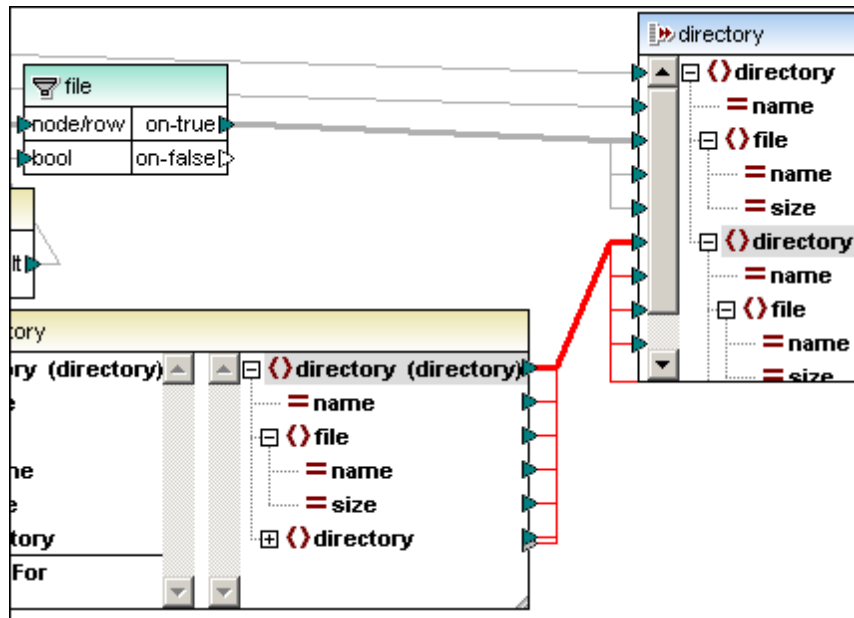 directory
directory
name
file
name
size
directory
name
file
name
size
file
node/row on-true
bool on-false
lt
tory
ory (directory)
directory (directory)
name
file
name
size
directory
ne
e
tory
For